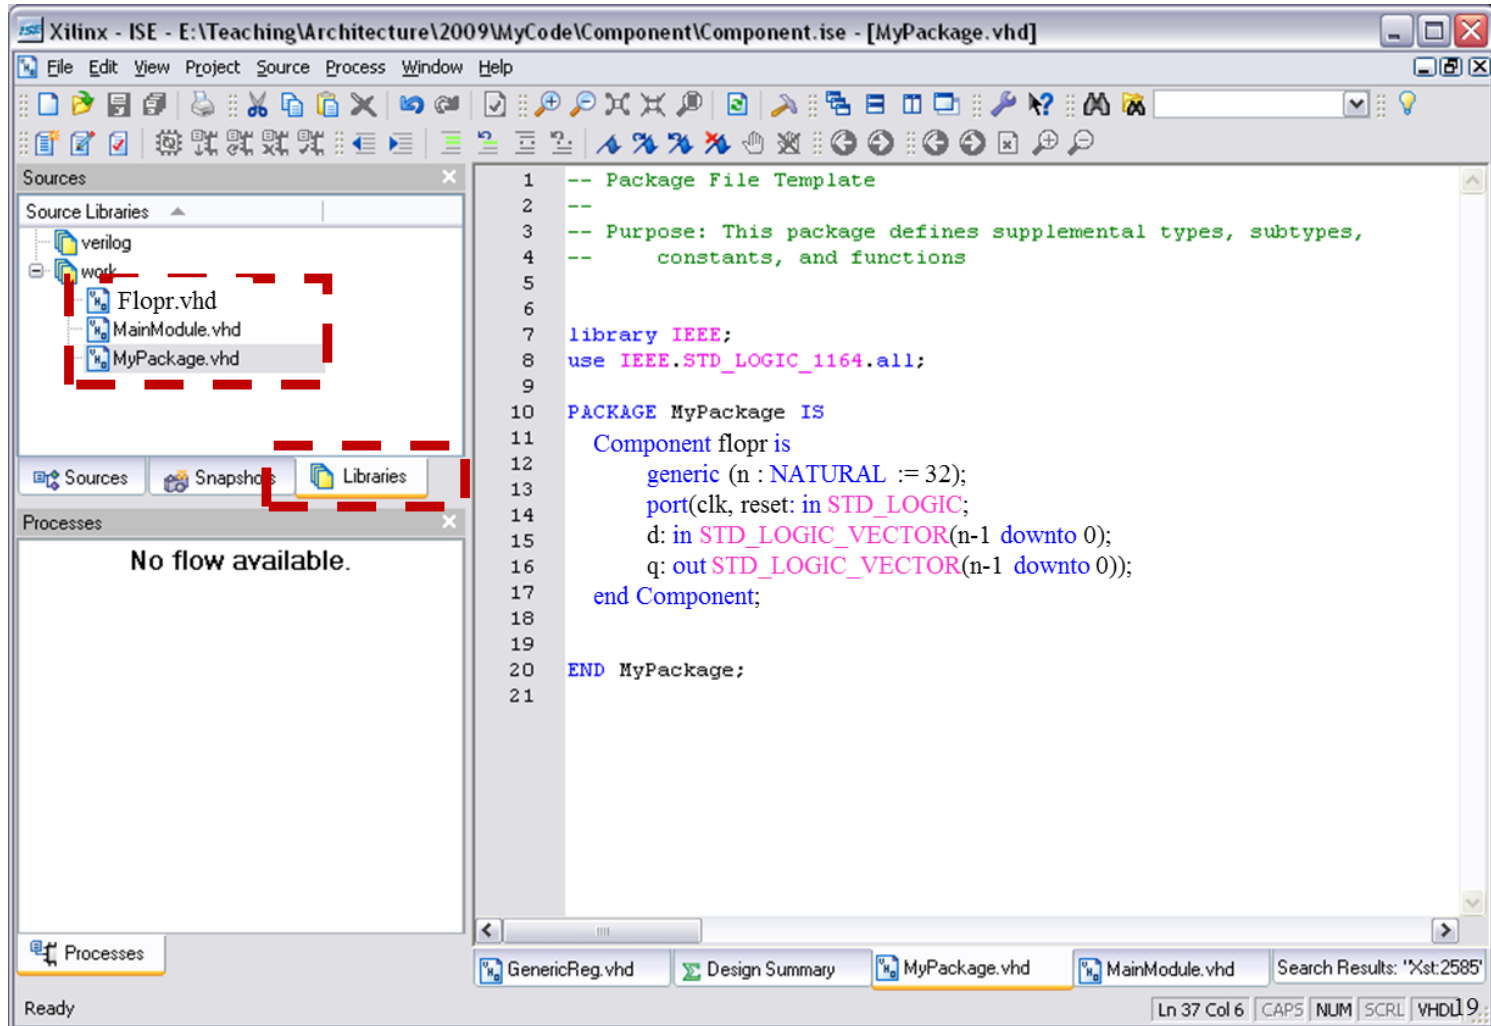 Xilinx - ISE - E:\Teaching\Architecture\2009\MyCode\Component\Component.ise - [MyPackage.vhd]
File Edit View Project Source Process Window Help
Sources
Source Libraries
verilog
work
Flopr.vhd
MainModule.vhd
MyPackage.vhd
Sources Snapshots Libraries
Processes
No flow available.
Processes
1 -- Package File Template
2 --
3 -- Purpose: This package defines supplemental types, subtypes,
4 -- constants, and functions
5
6
7 library IEEE;
8 use IEEE.STD_LOGIC_1164.all;
9
10 PACKAGE MyPackage IS
11 Component flopr is
12 generic (n : NATURAL := 32);
13 port(clk, reset: in STD_LOGIC;
14
15 d: in STD_LOGIC_VECTOR(n-1 downto 0);
16 q: out STD_LOGIC_VECTOR(n-1 downto 0));
17 end Component;
18
19
20 END MyPackage;
21
GenericReg.vhd Design Summary MyPackage.vhd MainModule.vhd Search Results: "Xst:2585"
Ready Ln 37 Col 6 CAPS NUM SCRL VHDL 19